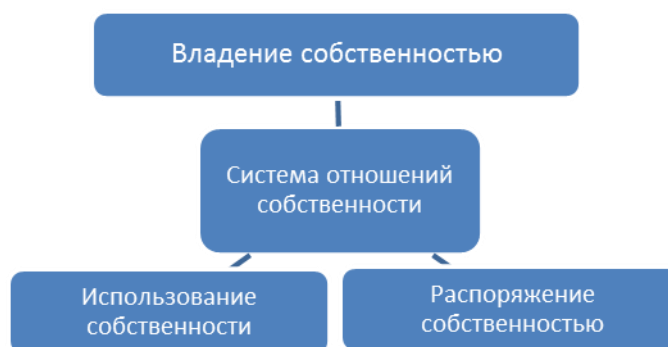 Владение собственностью
Система отношений
собственности
Использование
собственности
Распоряжение
собственностью